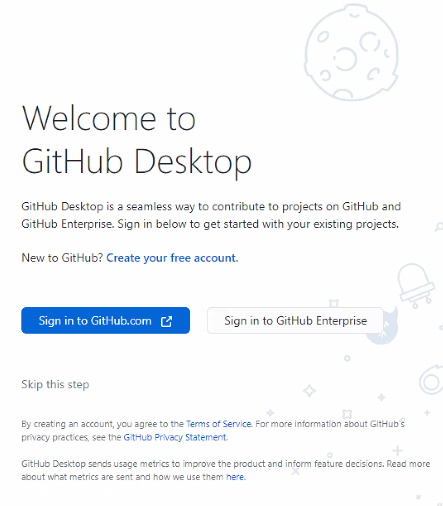 Welcome to
GitHub Desktop
GitHub Desktop is a seamless way to contribute to projects on GitHub and
GitHub Enterprise. Sign in below to get started with your existing projects.
New to GitHub? Create your free account.
Sign in to GitHub.com
Sign in to GitHub Enterprise
Skip this step
By creating an account, you agree to the Terms of Service. For more information about GitHub's
privacy practices, see the GitHub Privacy Statement.
GitHub Desktop sends usage metrics to improve the product and inform feature decisions. Read more
about what metrics are sent and how we use them here.